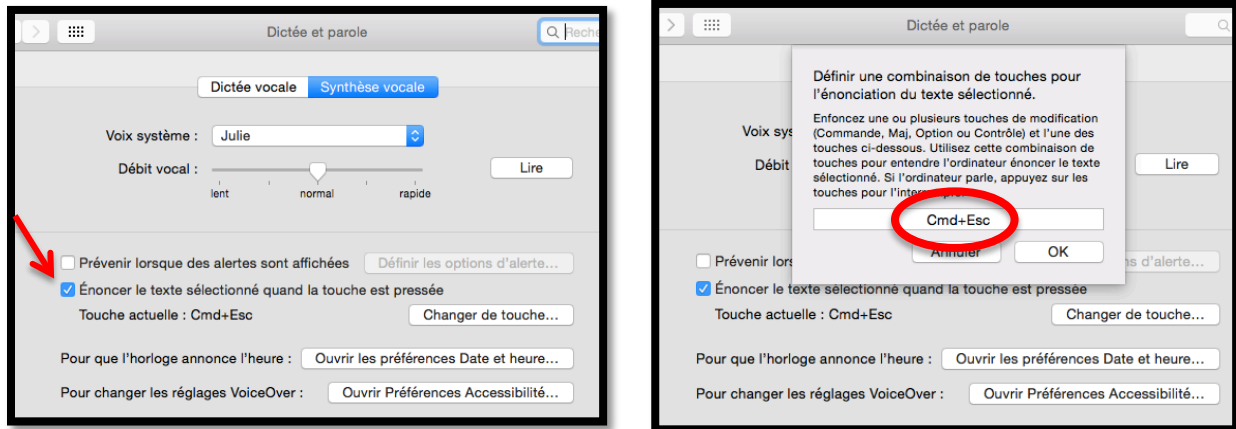 Dictée et parole
Reche
Dictée vocale Synthèse vocale
Voix système : Julie
Débit vocal : Lire
lent normal rapide
Prévenir lorsque des alertes sont affichées Définir les options d'alerte...
Énoncer le texte sélectionné quand la touche est pressée
Touche actuelle : Cmd+Esc Changer de touche...
Pour que l'horloge annonce l'heure : Ouvrir les préférences Date et heure...
Pour changer les réglages VoiceOver : Ouvrir Préférences Accessibilité...
Dictée et parole
Définir une combinaison de touches pour
l'énonciation du texte sélectionné.
Enfoncez une ou plusieurs touches de modification
(Commande, Maj, Option ou Contrôle) et l'une des
touches ci-dessous. Utilisez cette combinaison de
touches pour entendre l'ordinateur énoncer le texte
sélectionné. Si l'ordinateur parle, appuyez sur les
touches pour
Cmd+Esc
Annuler OK
Voix sys
Débit Lire
Prévenir lors ns d'alerte...
Énoncer le texte sélectionné quand la touche est pressée
Touche actuelle : Cmd+Esc Changer de touche...
Pour que l'horloge annonce l'heure : Ouvrir les préférences Date et heure...
Pour changer les réglages VoiceOver : Ouvrir Préférences Accessibilité...